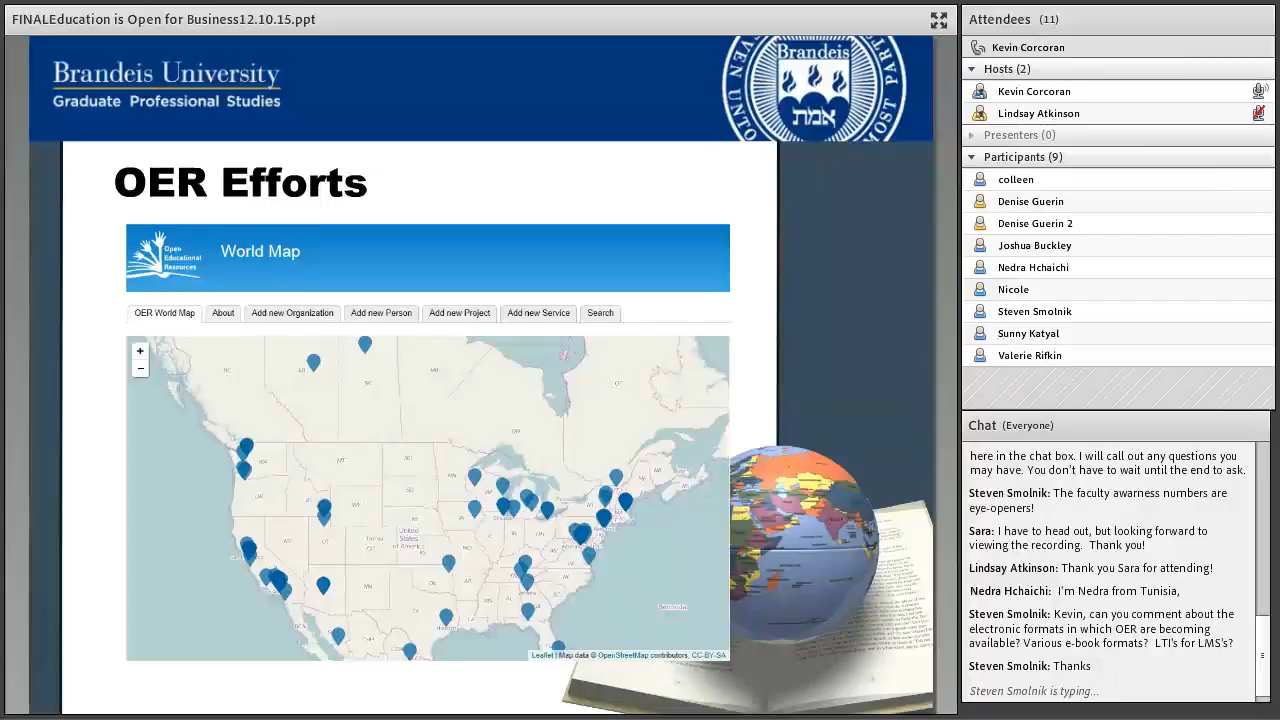 FINALEducation is Open for Business12.10.15.ppt
Brandeis University
Graduate Professional Studies
Brandeis
אמת
OER Efforts
Open
Educational
Resources
World Map
OER World Map
About
Add new Organization
Add new Person
Add new Project
Add new Service
Search
+
−
United
States
of America
Chicago
Houston
Bermuda
Leaflet | Map data © OpenStreetMap contributors, CC-BY-SA
Attendees (11)
Kevin Corcoran
Hosts (2)
Kevin Corcoran
Lindsay Atkinson
Presenters (0)
Participants (9)
colleen
Denise Guerin
Denise Guerin 2
Joshua Buckley
Nedra Hchaichi
Nicole
Steven Smolnik
Sunny Katyal
Valerie Rifkin
Chat (Everyone)
here in the chat box. I will call out any questions you
may have. You don't have to wait until the end to ask.
Steven Smolnik: The faculty awarness numbers are
eye-openers!
Sara: I have to head out, but looking forward to
viewing the recording. Thank you!
Lindsay Atkinson: Thank you Sara for attending!
Nedra Hchaichi: I'm Nedra from Tunisia,
Steven Smolnik: Kevin, can you comment about the
electronic formats in which OER are becoming
available? Various e-book formats? LTI's for LMS's?
Steven Smolnik: Thanks
Steven Smolnik is typing...